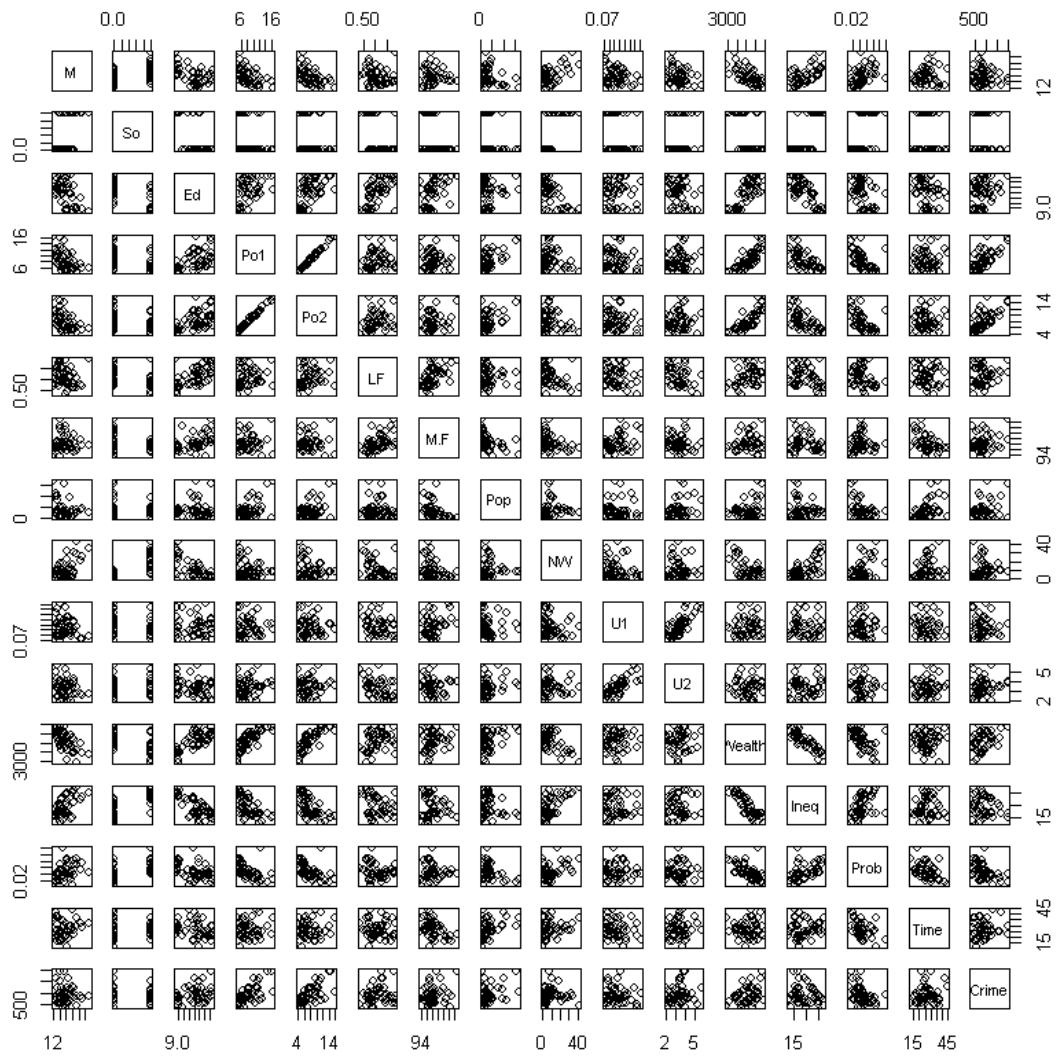 0.0 6 16 0.50 0 0.07 3000 0.02 500
M 12
0.0 So
Ed 9.0
6 16 Po1
Po2 4 14
0.50 LF
M.F 94
0 Pop
NW 0 40
0.07 U1
U2 2 5
3000 Wealth
Ineq 15
0.02 Prob
Time 15 45
500 Crime
12 9.0 4 14 94 0 40 2 5 15 15 45